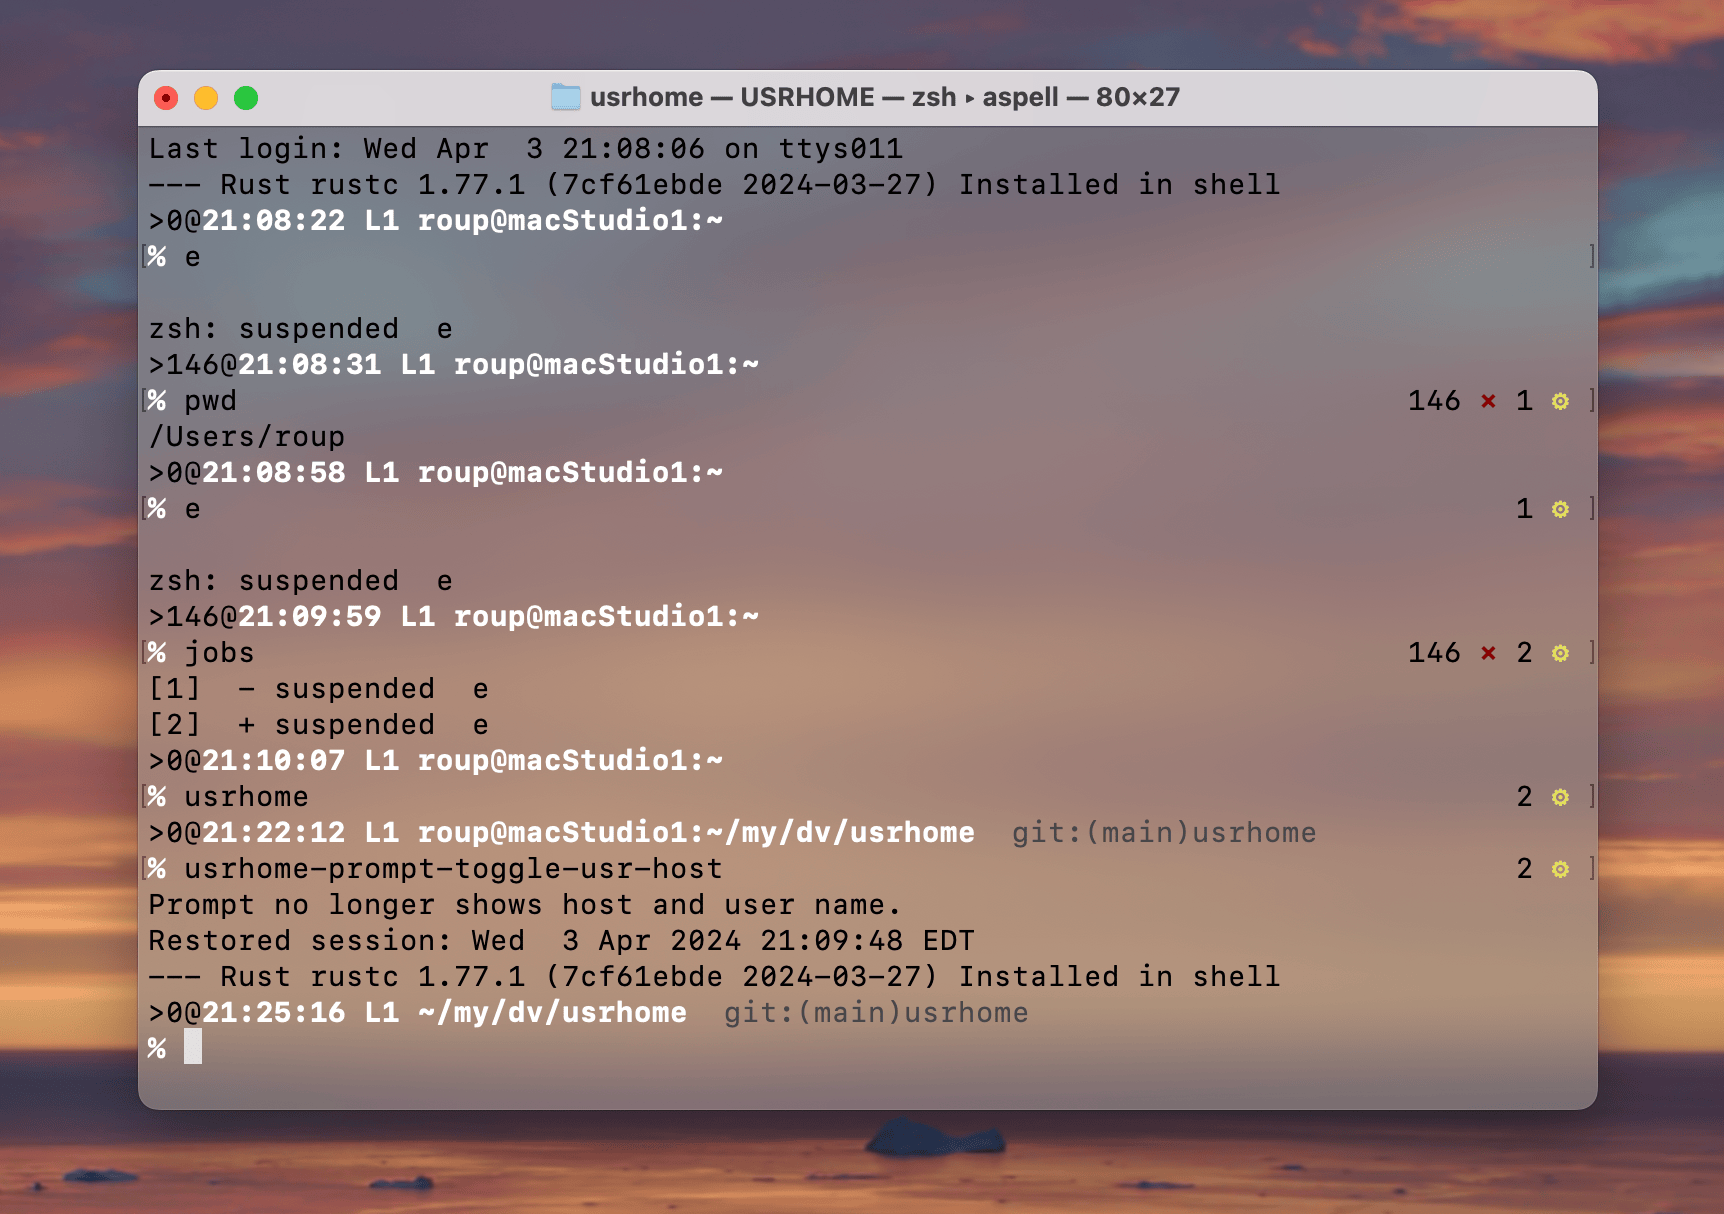 usrhome — USRHOME — zsh ▸ aspell — 80×27
Last login: Wed Apr  3 21:08:06 on ttys011
--- Rust rustc 1.77.1 (7cf61ebde 2024-03-27) Installed in shell
>0@21:08:22 L1 roup@macStudio1:~
[% e ]
zsh: suspended  e
>146@21:08:31 L1 roup@macStudio1:~
[% pwd 146 × 1 ⚙ ]
/Users/roup
>0@21:08:58 L1 roup@macStudio1:~
[% e 1 ⚙ ]
zsh: suspended  e
>146@21:09:59 L1 roup@macStudio1:~
[% jobs 146 × 2 ⚙ ]
[1]  - suspended  e
[2]  + suspended  e
>0@21:10:07 L1 roup@macStudio1:~
[% usrhome 2 ⚙ ]
>0@21:22:12 L1 roup@macStudio1:~/my/dv/usrhome  git:(main)usrhome
[% usrhome-prompt-toggle-usr-host 2 ⚙ ]
Prompt no longer shows host and user name.
Restored session: Wed  3 Apr 2024 21:09:48 EDT
--- Rust rustc 1.77.1 (7cf61ebde 2024-03-27) Installed in shell
>0@21:25:16 L1 ~/my/dv/usrhome  git:(main)usrhome
%